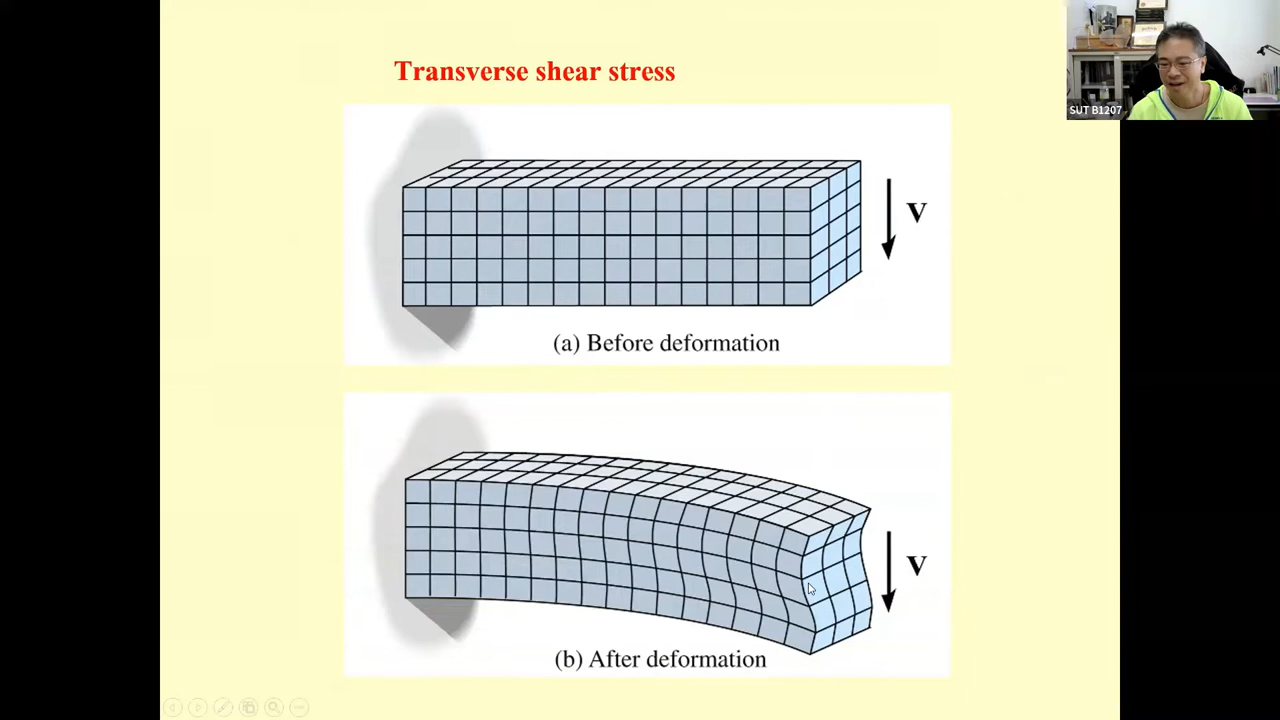 Transverse shear stress
SUT B1207
V
(a) Before deformation
V
(b) After deformation